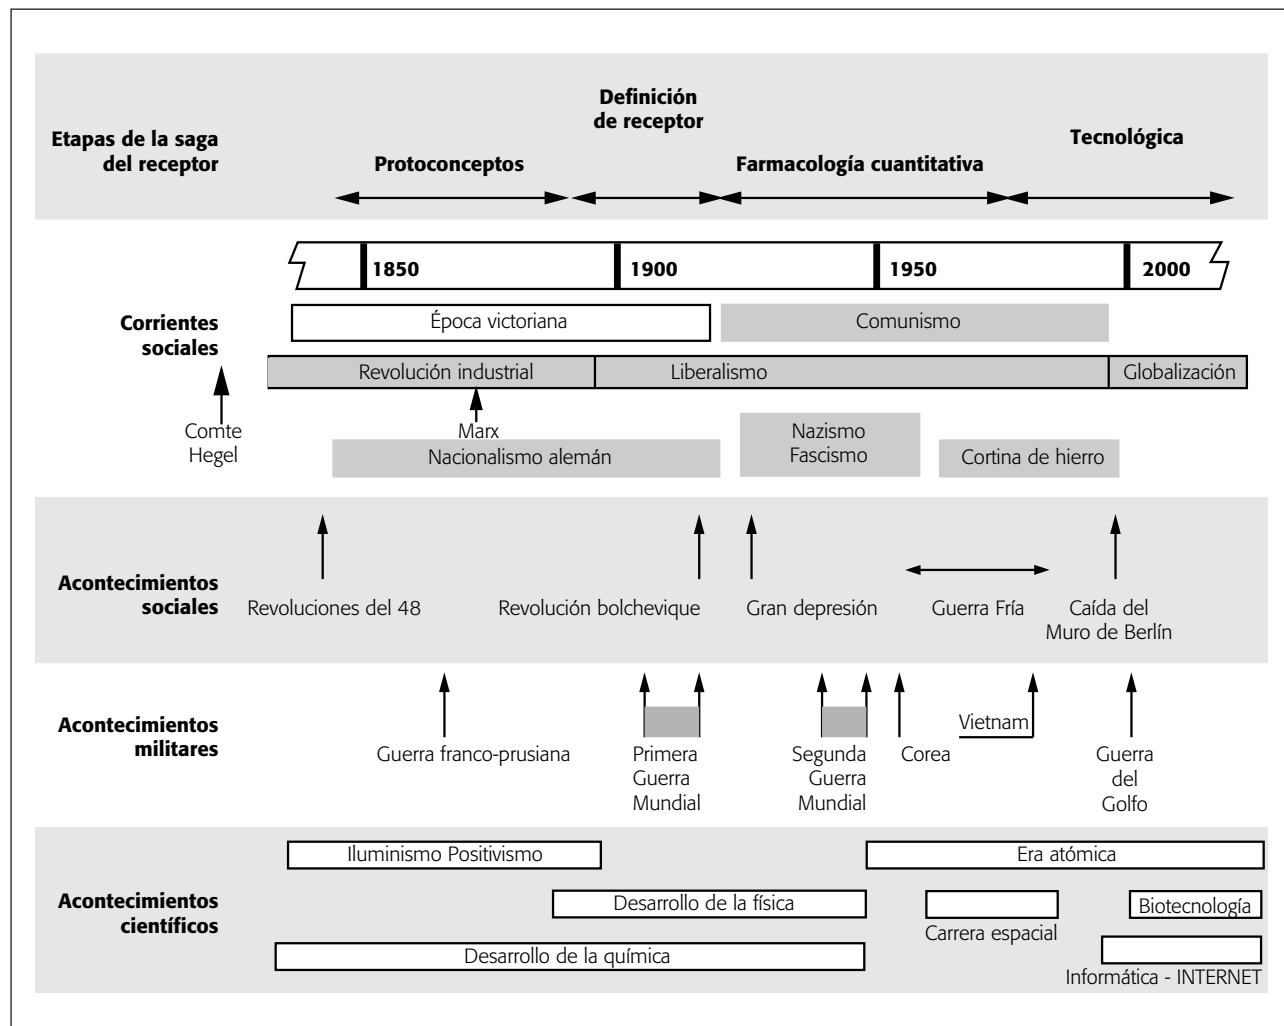 Etapas de la saga
del receptor
Protoconceptos
Definición
de receptor
Farmacología cuantitativa
Tecnológica
1850
1900
1950
2000
Corrientes
sociales
Época victoriana
Comunismo
Revolución industrial
Liberalismo
Globalización
Comte
Hegel
Marx
Nacionalismo alemán
Nazismo
Fascismo
Cortina de hierro
Acontecimientos
sociales
Revoluciones del 48
Revolución bolchevique
Gran depresión
Guerra Fría
Caída del
Muro de Berlín
Acontecimientos
militares
Guerra franco-prusiana
Primera
Guerra
Mundial
Segunda
Guerra
Mundial
Corea
Vietnam
Guerra
del
Golfo
Acontecimientos
científicos
Iluminismo Positivismo
Era atómica
Desarrollo de la física
Carrera espacial
Biotecnología
Desarrollo de la química
Informática - INTERNET